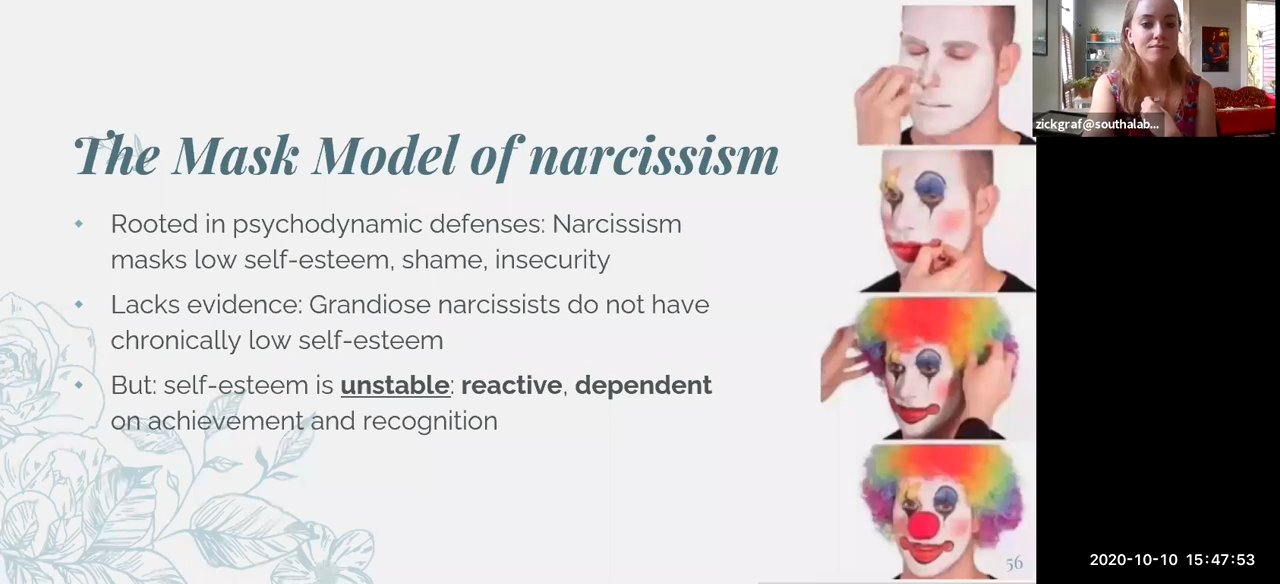 The Mask Model of narcissism
Rooted in psychodynamic defenses: Narcissism
masks low self-esteem, shame, insecurity
Lacks evidence: Grandiose narcissists do not have
chronically low self-esteem
But: self-esteem is unstable: reactive, dependent
on achievement and recognition
56
zickgraf@southalab...
2020-10-10 15:47:53